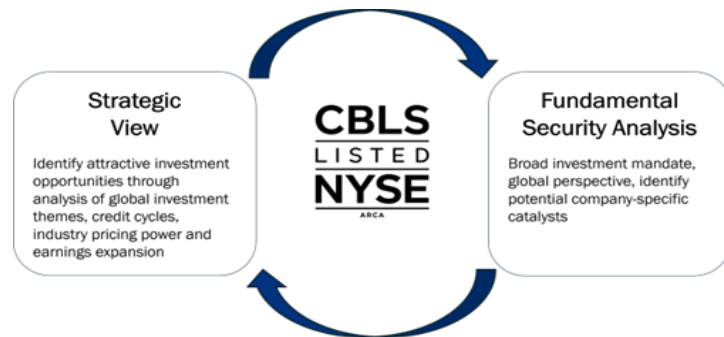 Strategic
View
Identify attractive investment
opportunities through
analysis of global investment
themes, credit cycles,
industry pricing power and
earnings expansion
CBLS
LISTED
NYSE
ARCA
Fundamental
Security Analysis
Broad investment mandate,
global perspective, identify
potential company-specific
catalysts